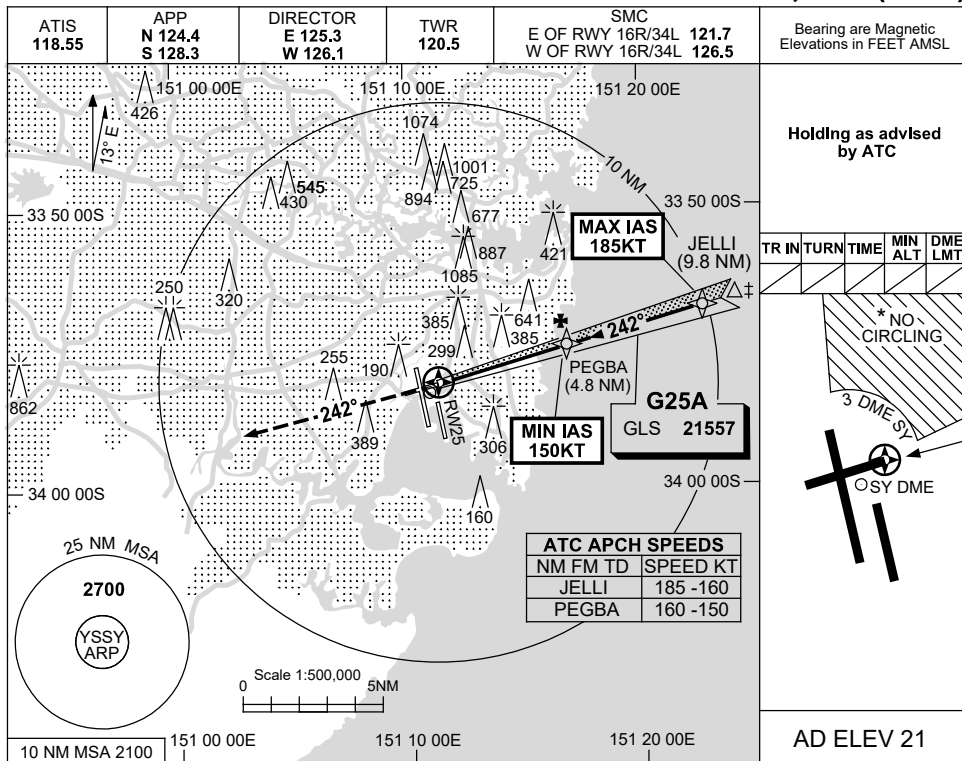 ATIS
118.55
APP
N 124.4
S 128.3
DIRECTOR
E 125.3
W 126.1
TWR
120.5
SMC
E OF RWY 16R/34L 121.7
W OF RWY 16R/34L 126.5
Bearing are Magnetic
Elevations in FEET AMSL
151 00 00E
151 10 00E
151 20 00E
13° E
426
1074
1001
725
894
545
430
677
10 NM
33 50 00S
33 50 00S
MAX IAS
185KT
421
JELLI
(9.8 NM)
887
1085
250
320
385
641
385
299
242°
‡
255
190
PEGBA
(4.8 NM)
862
242°
389
RW25
306
MIN IAS
150KT
G25A
GLS 21557
34 00 00S
34 00 00S
160
ATC APCH SPEEDS
NM FM TD SPEED KT
JELLI 185 -160
PEGBA 160 -150
25 NM MSA
2700
YSSY
ARP
Scale 1:500,000
0 5NM
10 NM MSA 2100
151 00 00E
151 10 00E
151 20 00E
Holding as advised
by ATC
TR IN TURN TIME MIN ALT DME LMT
* NO
CIRCLING
3 DME SY
SY DME
AD ELEV 21